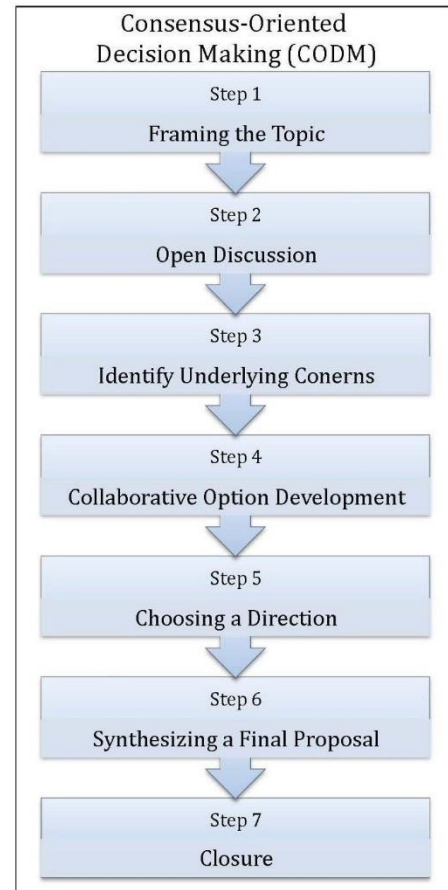 Consensus-Oriented
Decision Making (CODM)
Step 1
Framing the Topic
Step 2
Open Discussion
Step 3
Identify Underlying Conerns
Step 4
Collaborative Option Development
Step 5
Choosing a Direction
Step 6
Synthesizing a Final Proposal
Step 7
Closure